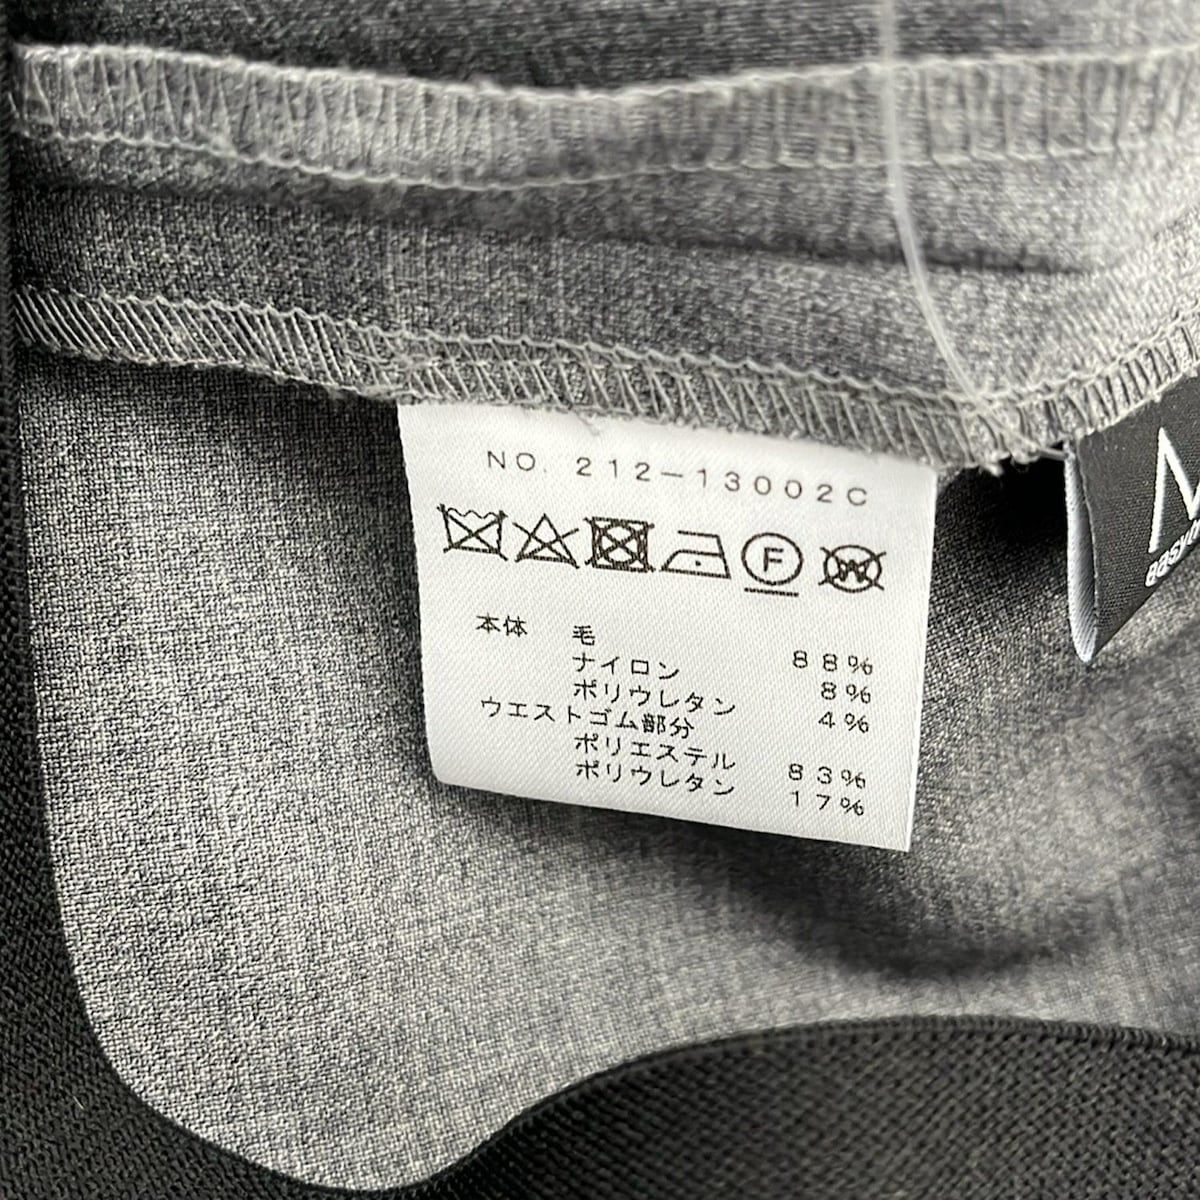 NO. 212-13002C
F W
本体 毛 88%
ナイロン 8%
ポリウレタン 4%
ウエストゴム部分
ポリエステル 83%
ポリウレタン 17%
M